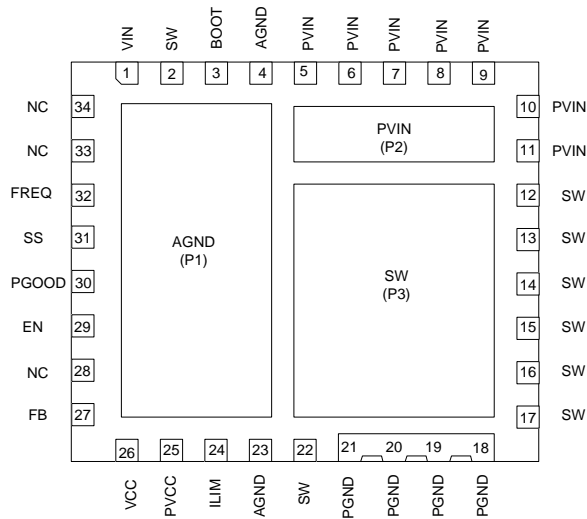 VIN SW BOOT AGND PVIN PVIN PVIN PVIN PVIN
1 2 3 4 5 6 7 8 9
NC 34 10 PVIN
PVIN
(P2)
NC 33 11 PVIN
FREQ 32 12 SW
SS 31 13 SW
AGND
(P1)
SW
(P3)
PGOOD 30 14 SW
EN 29 15 SW
NC 28 16 SW
FB 27 17 SW
26 25 24 23 22 21 20 19 18
VCC PVCC ILIM AGND SW PGND PGND PGND PGND